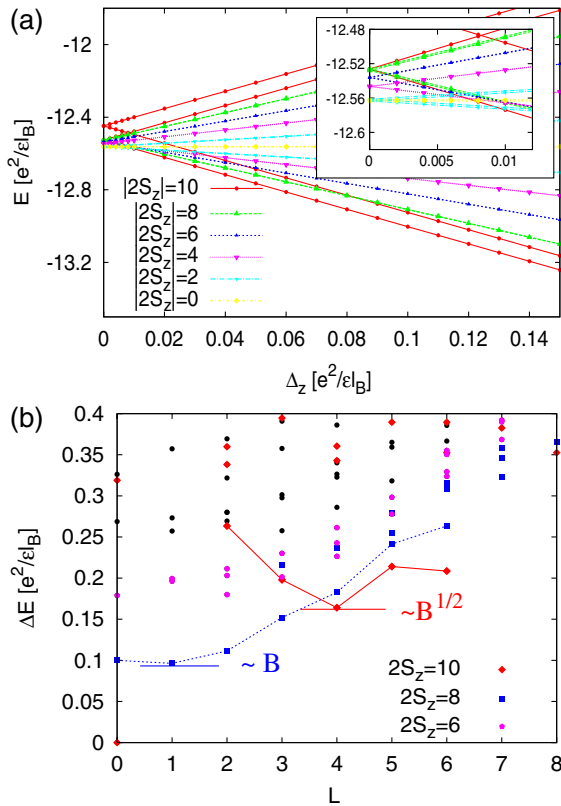 (a)
E [e²/εl_B]
-12
-12.4
-12.8
-13.2
-12.48
-12.52
-12.56
-12.6
0
0.005
0.01
|2S_z|=10
|2S_z|=8
|2S_z|=6
|2S_z|=4
|2S_z|=2
|2S_z|=0
0 0.02 0.04 0.06 0.08 0.1 0.12 0.14
Δ_z [e²/εl_B]
(b)
ΔE [e²/εl_B]
0.4
0.35
0.3
0.25
0.2
0.15
0.1
0.05
0
~B^{1/2}
~ B
2S_z=10
2S_z=8
2S_z=6
0 1 2 3 4 5 6 7 8
L